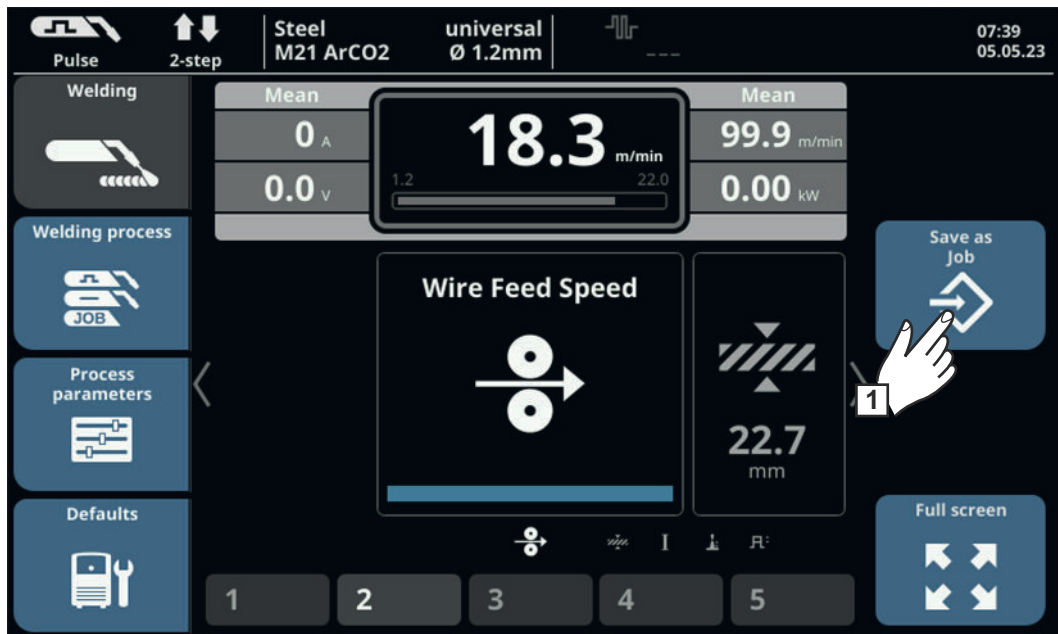 Pulse
2-step
Steel universal
M21 ArCO2 Ø 1.2mm
---
07:39
05.05.23
Welding
Mean
0 A
0.0 V
18.3 m/min
1.2 22.0
Mean
99.9 m/min
0.00 kW
Welding process
JOB
Process
parameters
Defaults
Wire Feed Speed
22.7
mm
Save as
Job
1
Full screen
1 2 3 4 5